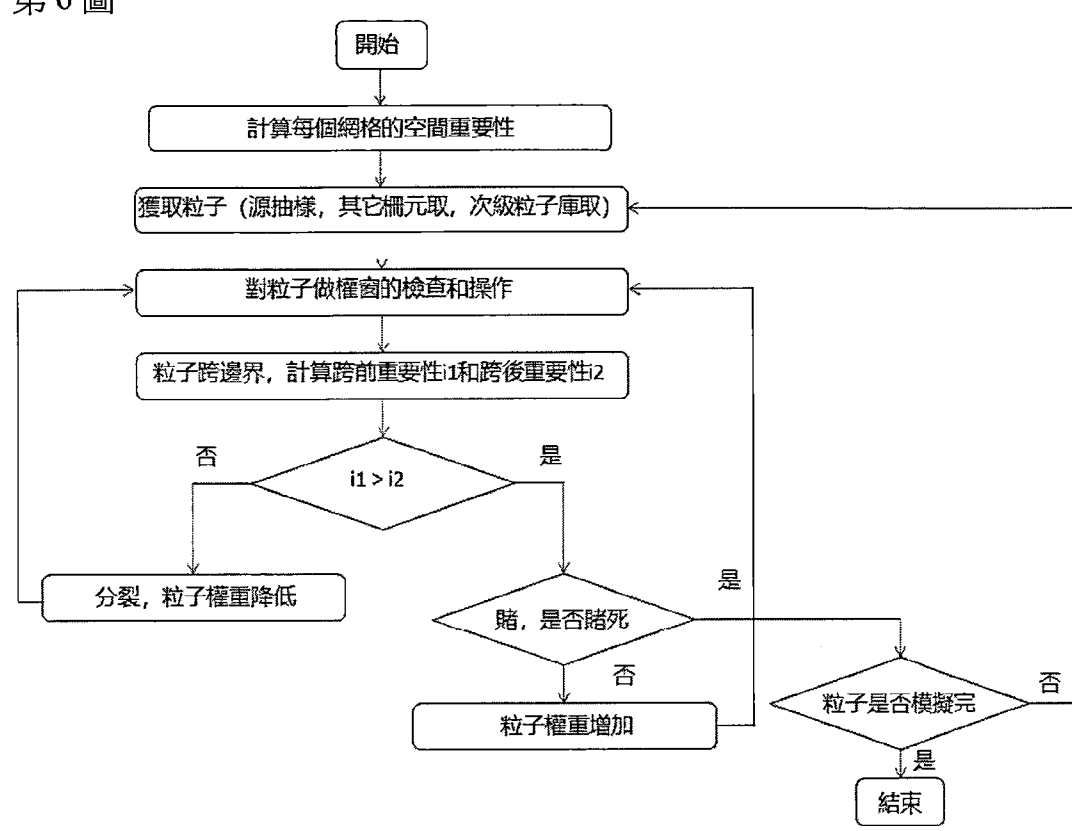 第6圖
開始
計算每個網格的空間重要性
獲取粒子（源抽樣，其它柵元取，次級粒子庫取）
對粒子做權窗的檢查和操作
粒子跨邊界，計算跨前重要性i1和跨後重要性i2
否
是
i1 > i2
分裂，粒子權重降低
是
賭，是否賭死
否
粒子權重增加
粒子是否模擬完
否
是
結束